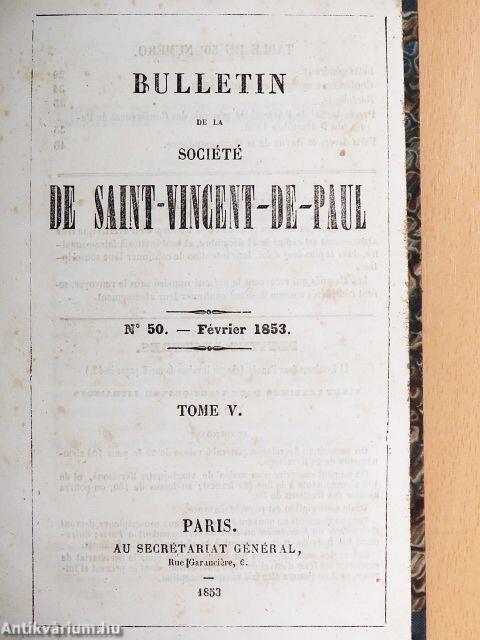 BULLETIN
DE LA
SOCIÉTÉ
DE SAINT-VINCENT-DE-PAUL
N° 50. — Février 1853.
TOME V.
PARIS.
AU SECRÉTARIAT GÉNÉRAL,
Rue Garancière, 6.
1853
Antikvárium.hu